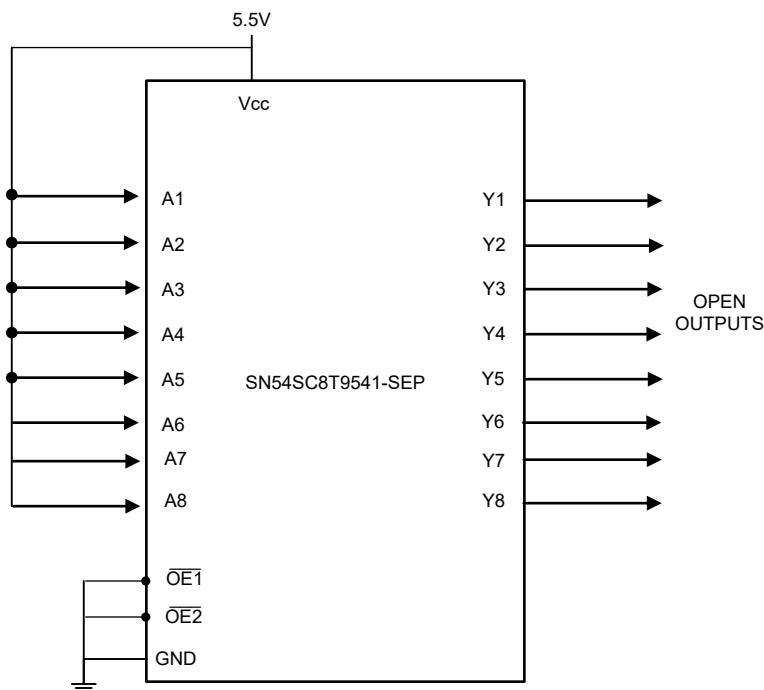 5.5V
Vcc
A1
Y1
A2
Y2
A3
Y3
OPEN
OUTPUTS
A4
Y4
A5
SN54SC8T9541-SEP
Y5
A6
Y6
A7
Y7
A8
Y8
OE1
OE2
GND